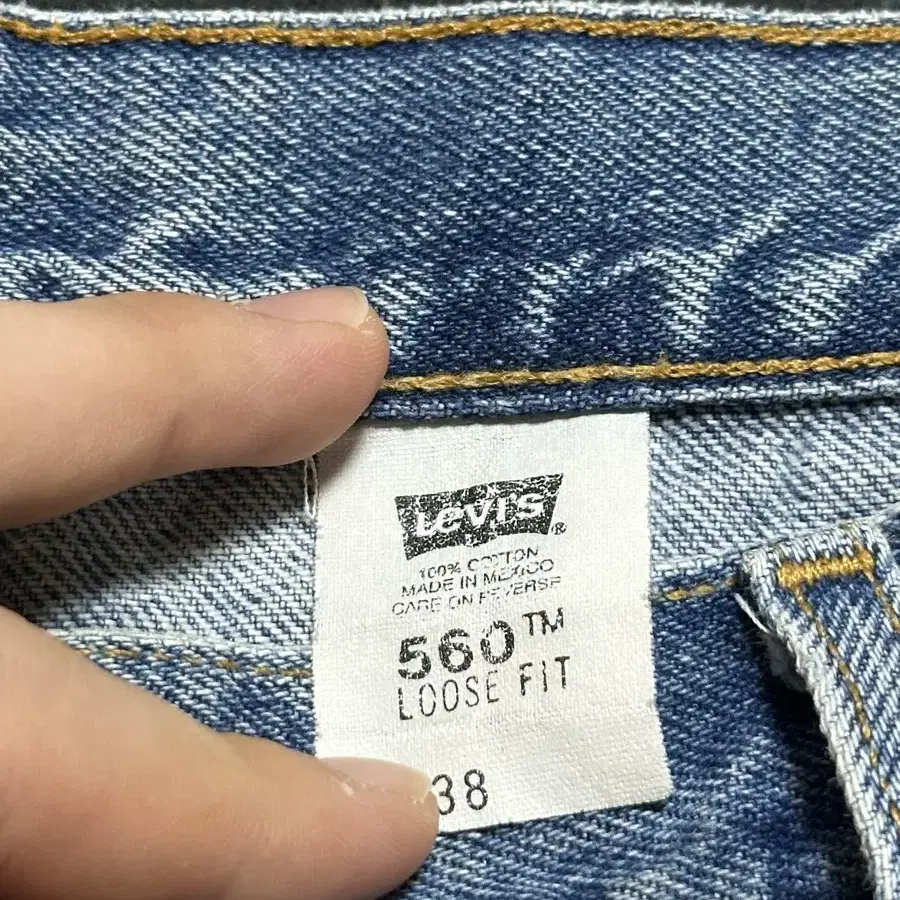 Levi's®
100% COTTON
MADE IN MEXICO
CARE ON REVERSE
560™
LOOSE FIT
38